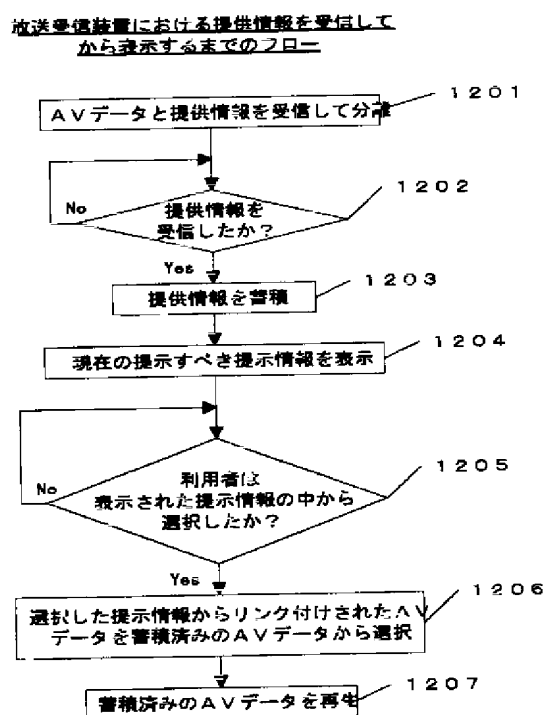 放送受信装置における提供情報を受信して
から表示するまでのフロー
1201
AVデータと提供情報を受信して分離
1202
No
提供情報を
受信したか？
Yes
1203
提供情報を蓄積
1204
現在の提示すべき提示情報を表示
1205
利用者は
No
表示された提示情報の中から
選択したか？
Yes
1206
選択した提示情報からリンク付けされたAV
データを蓄積済みのAVデータから選択
1207
蓄積済みのAVデータを再生